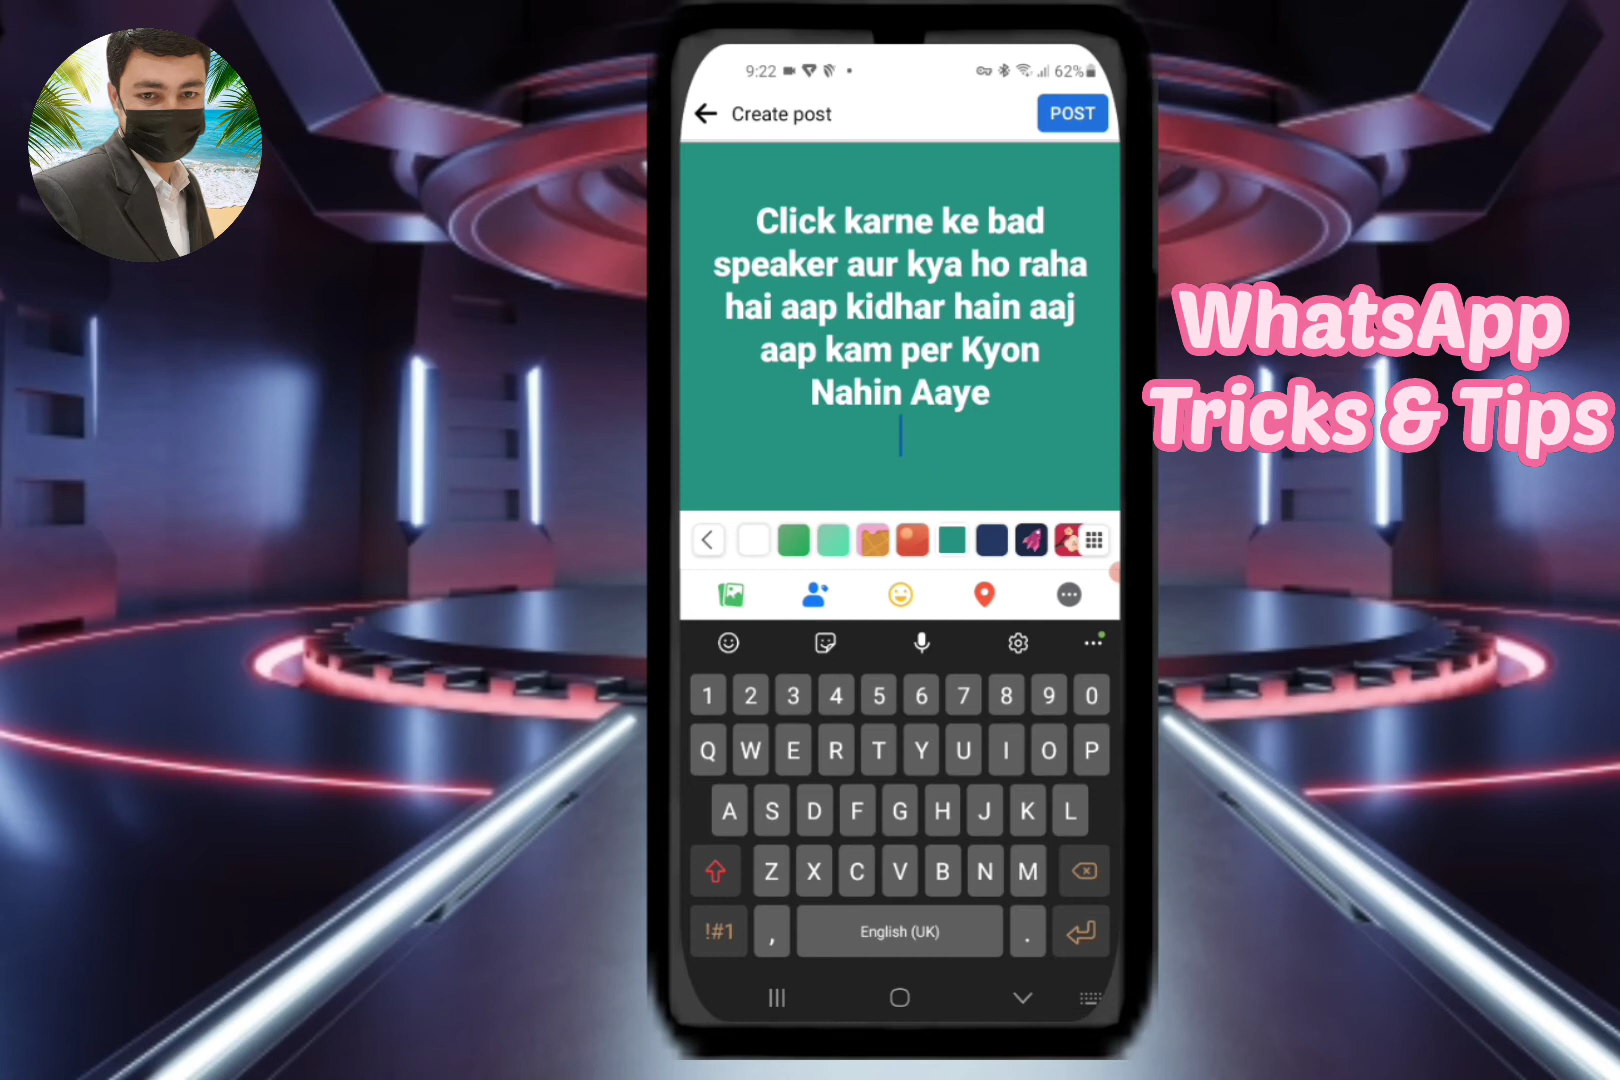 9:22
62%
Create post
POST
Click karne ke bad
speaker aur kya ho raha
hai aap kidhar hain aaj
aap kam per Kyon
Nahin Aaye
WhatsApp
Tricks & Tips
1 2 3 4 5 6 7 8 9 0
Q W E R T Y U I O P
A S D F G H J K L
Z X C V B N M
!#1 , English (UK) .